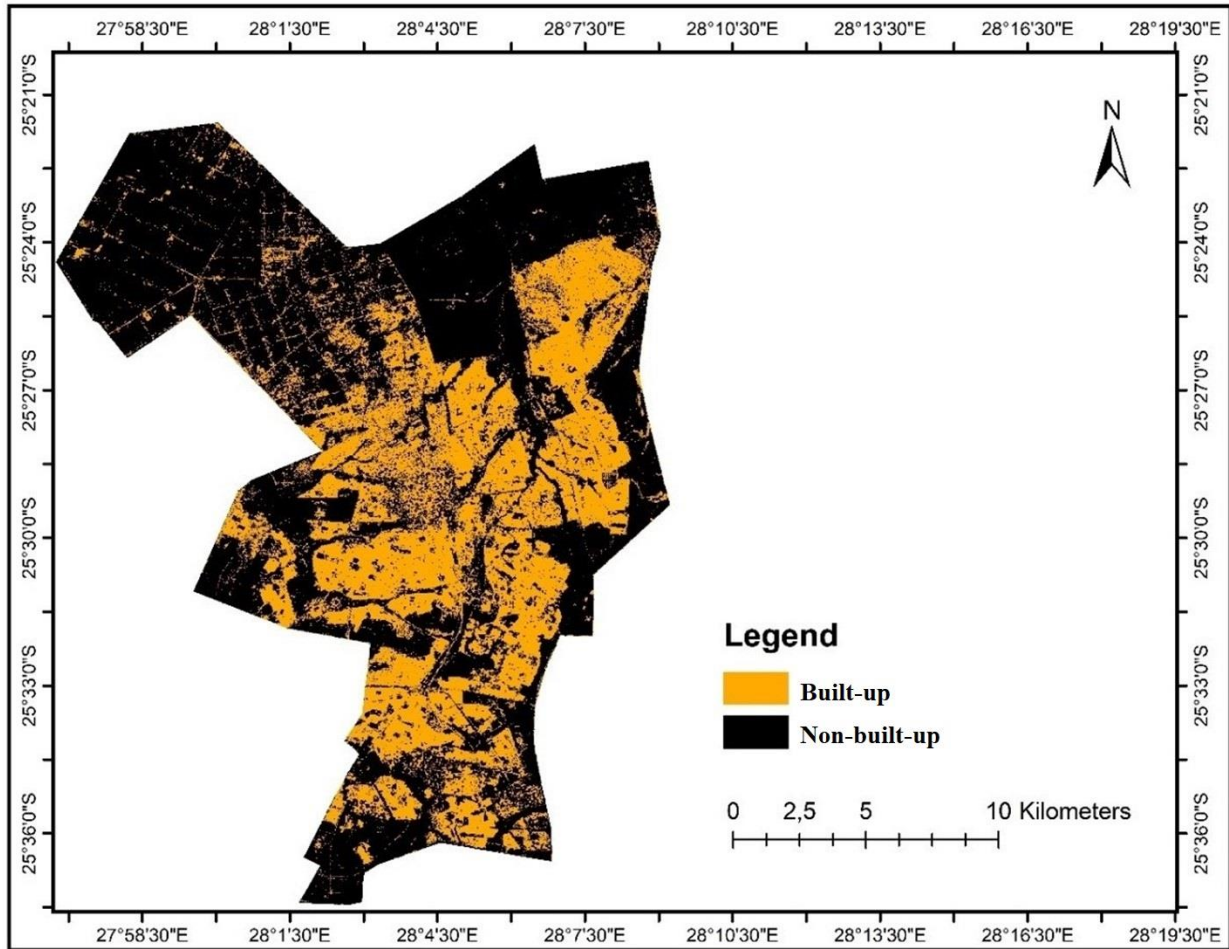 27°58'30"E 28°1'30"E 28°4'30"E 28°7'30"E 28°10'30"E 28°13'30"E 28°16'30"E 28°19'30"E
25°21'0"S 25°21'0"S
N
25°24'0"S 25°24'0"S
25°27'0"S 25°27'0"S
25°30'0"S 25°30'0"S
Legend
25°33'0"S Built-up 25°33'0"S
Non-built-up
0 2,5 5 10 Kilometers
25°36'0"S 25°36'0"S
27°58'30"E 28°1'30"E 28°4'30"E 28°7'30"E 28°10'30"E 28°13'30"E 28°16'30"E 28°19'30"E